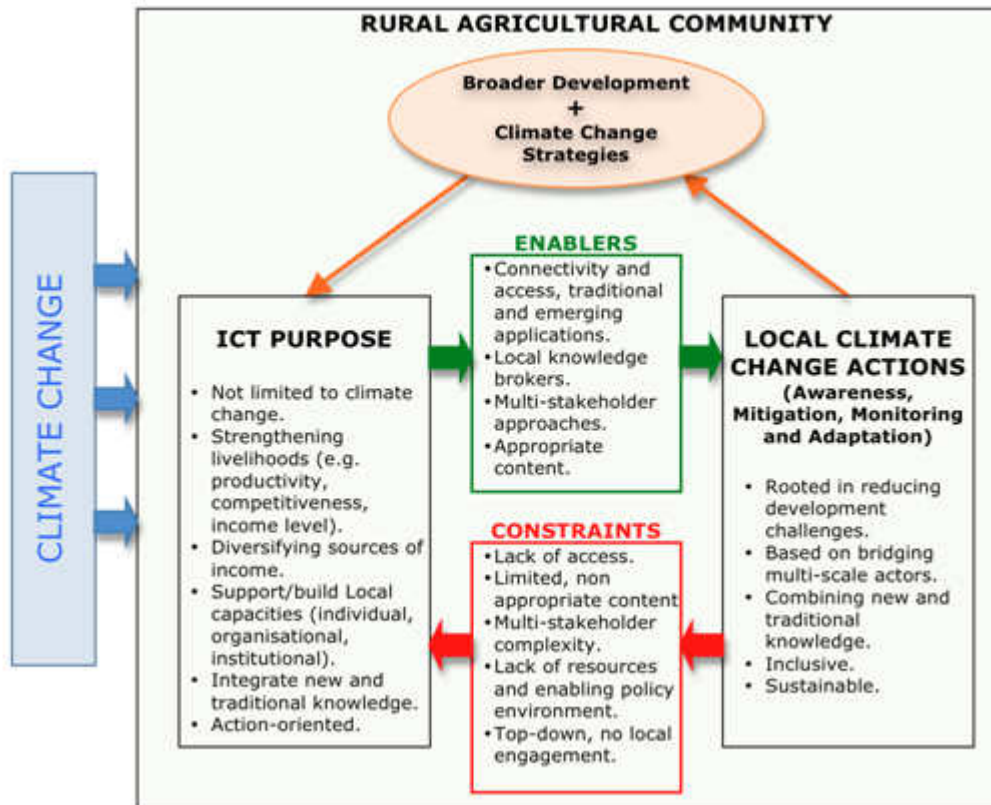 RURAL AGRICULTURAL COMMUNITY
Broader Development
+
Climate Change
Strategies
CLIMATE CHANGE
ICT PURPOSE
• Not limited to climate
change.
• Strengthening
livelihoods (e.g.
productivity,
competitiveness,
income level).
• Diversifying sources of
income.
• Support/build Local
capacities (individual,
organisational,
institutional).
• Integrate new and
traditional knowledge.
• Action-oriented.
ENABLERS
•Connectivity and
access, traditional
and emerging
applications.
•Local knowledge
brokers.
•Multi-stakeholder
approaches.
•Appropriate
content.
CONSTRAINTS
•Lack of access.
•Limited, non
appropriate content
•Multi-stakeholder
complexity.
•Lack of resources
and enabling policy
environment.
•Top-down, no local
engagement.
LOCAL CLIMATE
CHANGE ACTIONS
(Awareness,
Mitigation, Monitoring
and Adaptation)
• Rooted in reducing
development
challenges.
• Based on bridging
multi-scale actors.
• Combining new and
traditional
knowledge.
• Inclusive.
• Sustainable.